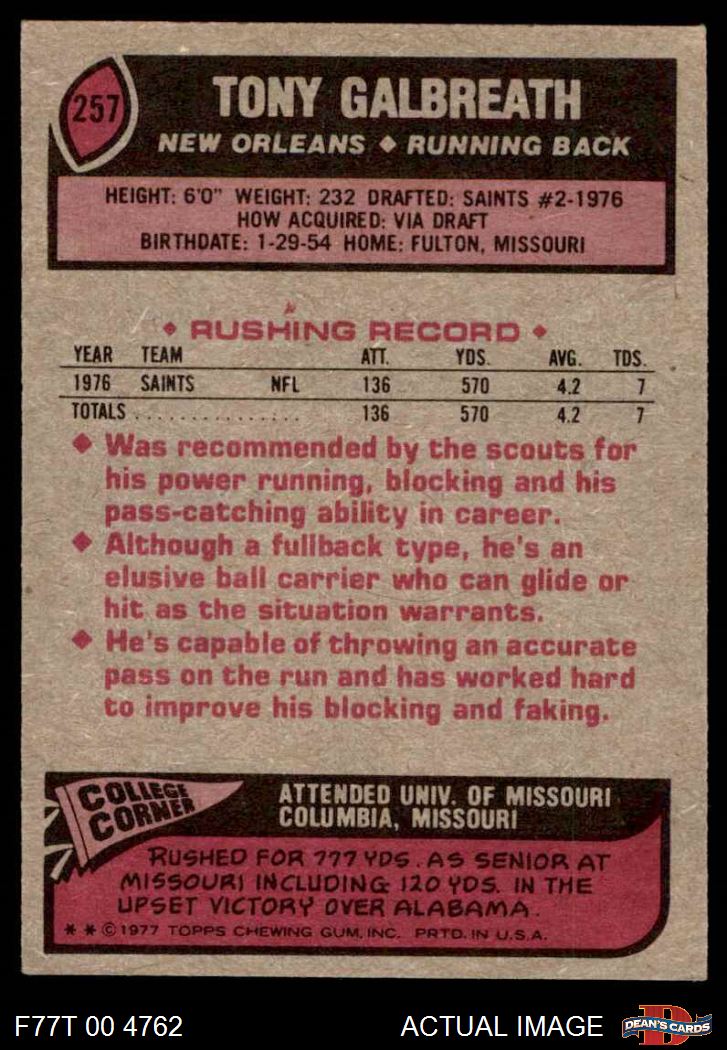 257
TONY GALBREATH
NEW ORLEANS ♦ RUNNING BACK
HEIGHT: 6'0" WEIGHT: 232 DRAFTED: SAINTS #2-1976
HOW ACQUIRED: VIA DRAFT
BIRTHDATE: 1-29-54 HOME: FULTON, MISSOURI
♦ RUSHING RECORD ♦
YEAR TEAM ATT. YDS. AVG. TDS.
1976 SAINTS NFL 136 570 4.2 7
TOTALS ................ 136 570 4.2 7
♦ Was recommended by the scouts for
his power running, blocking and his
pass-catching ability in career.
♦ Although a fullback type, he's an
elusive ball carrier who can glide or
hit as the situation warrants.
♦ He's capable of throwing an accurate
pass on the run and has worked hard
to improve his blocking and faking.
COLLEGE
CORNER
ATTENDED UNIV. OF MISSOURI
COLUMBIA, MISSOURI
RUSHED FOR 777 YDS. AS SENIOR AT
MISSOURI INCLUDING 120 YDS. IN THE
UPSET VICTORY OVER ALABAMA.
* * © 1977 TOPPS CHEWING GUM, INC. PRTD. IN U.S.A.
F77T 00 4762 ACTUAL IMAGE
D
DEAN'S CARDS